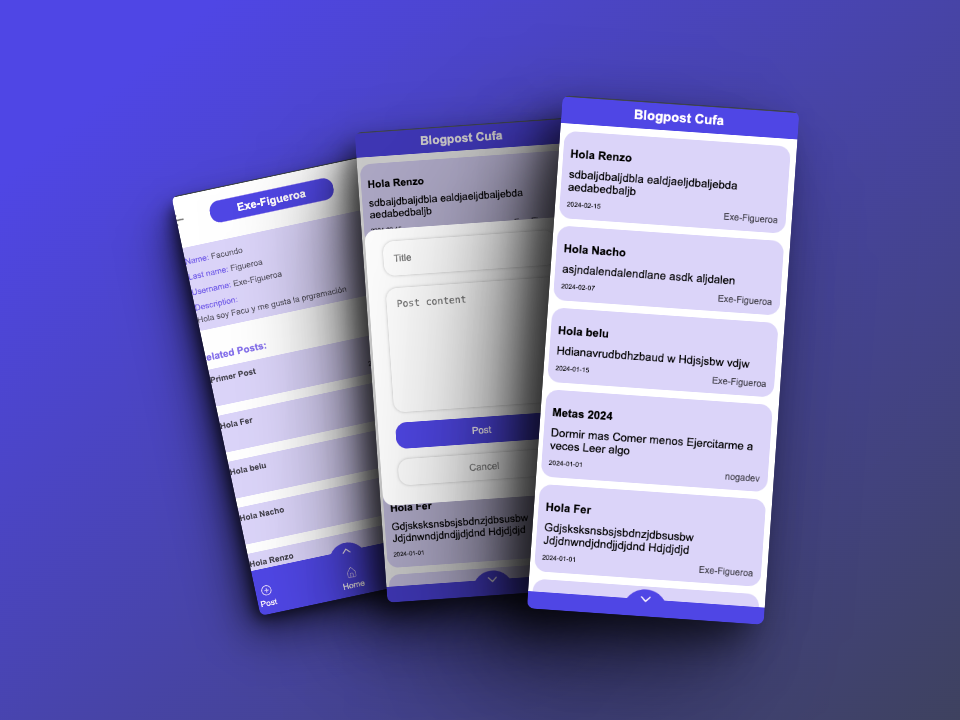 Exe-Figueroa
Name: Facundo
Last name: Figueroa
Username: Exe-Figueroa
Description:
Hola soy Facu y me gusta la prgramación
elated Posts:
Primer Post
Hola Fer
Hola belu
Hola Nacho
Hola Renzo
Post
Home
Blogpost Cufa
Hola Renzo
sdbaljdbaljdbla ealdjaeljdbaljebda
aedabedbaljb
Title
Post content
Post
Cancel
Hola Fer
Gdjsksksnsbsjsbdnzjdbsusbw
Jdjdnwndjdndjjdjdnd Hdjdjdjd
2024-01-01
Blogpost Cufa
Hola Renzo
sdbaljdbaljdbla ealdjaeljdbaljebda
aedabedbaljb
2024-02-15
Exe-Figueroa
Hola Nacho
asjndalendalendlane asdk aljdalen
2024-02-07
Exe-Figueroa
Hola belu
Hdianavrudbdhzbaud w Hdjsjsbw vdjw
2024-01-15
Exe-Figueroa
Metas 2024
Dormir mas Comer menos Ejercitarme a
veces Leer algo
2024-01-01
nogadev
Hola Fer
Gdjsksksnsbsjsbdnzjdbsusbw
Jdjdnwndjdndjjdjdnd Hdjdjdjd
2024-01-01
Exe-Figueroa